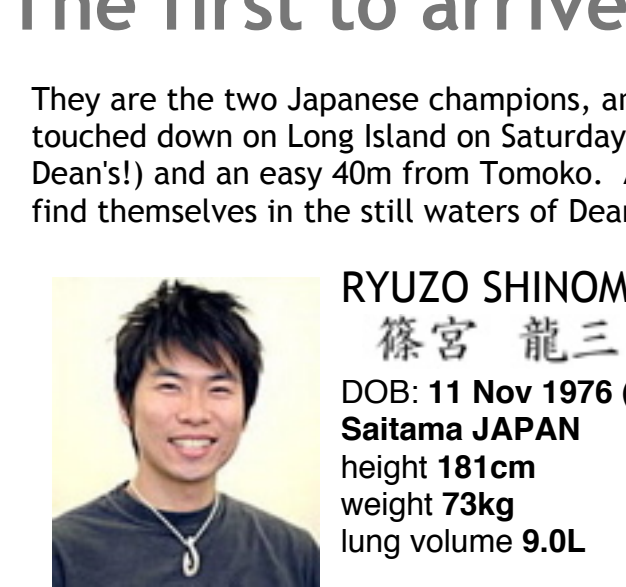 The first to arrive
They are the two Japanese champions, an
touched down on Long Island on Saturday
Dean's!) and an easy 40m from Tomoko.
find themselves in the still waters of Dean
RYUZO SHINOM
篠宮　龍三
DOB: 11 Nov 1976 (
Saitama JAPAN
height 181cm
weight 73kg
lung volume 9.0L